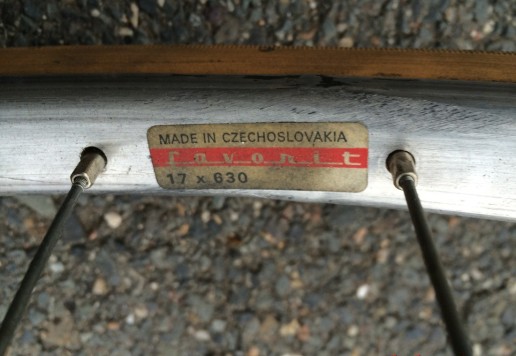 MADE IN CZECHOSLOVAKIA
favorit
17 x 630